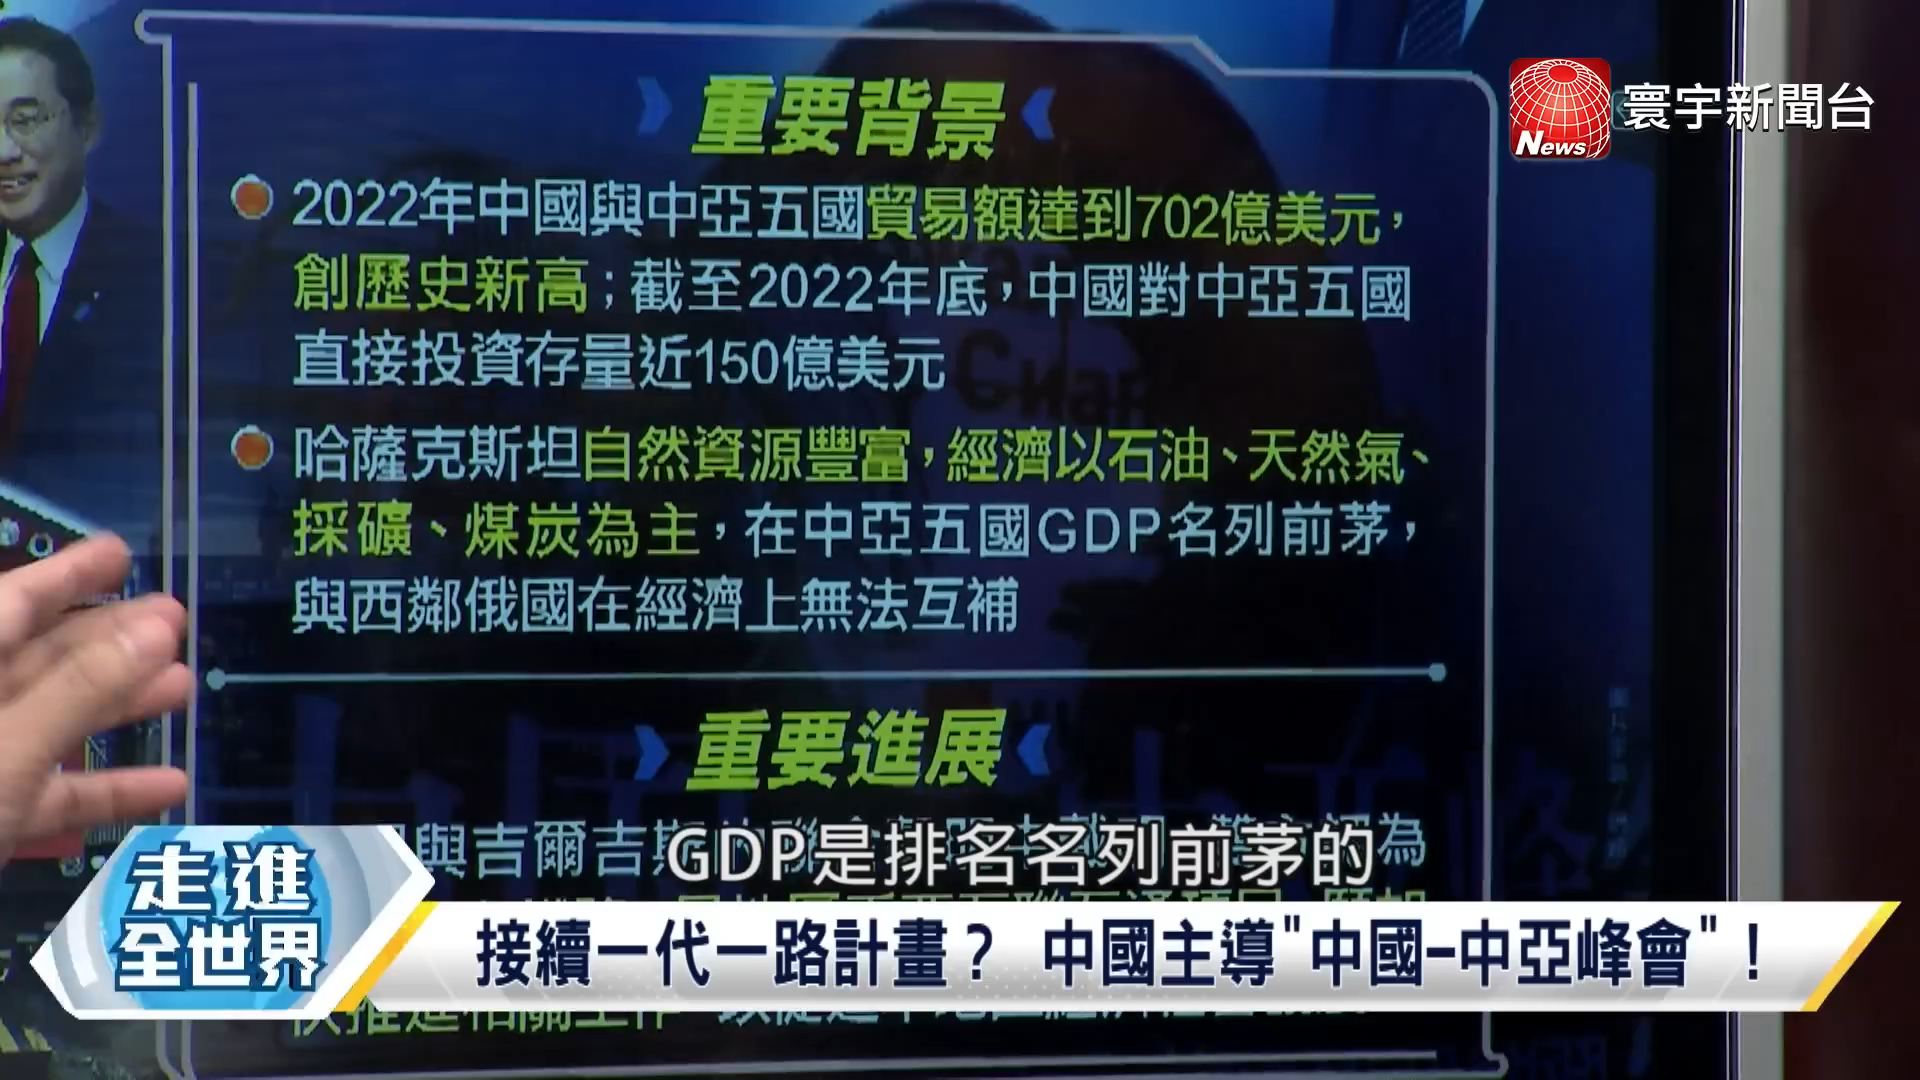 重要背景
News 寰宇新聞台
2022年中國與中亞五國貿易額達到702億美元，
創歷史新高；截至2022年底，中國對中亞五國
直接投資存量近150億美元
哈薩克斯坦自然資源豐富，經濟以石油、天然氣、
採礦、煤炭為主，在中亞五國GDP名列前茅，
與西鄰俄國在經濟上無法互補
重要進展
與吉爾吉
為
GDP是排名名列前茅的
走進
全世界
接續一代一路計畫？ 中國主導"中國-中亞峰會"！